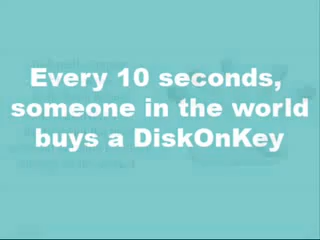 Every 10 seconds,
someone in the world
buys a DiskOnKey